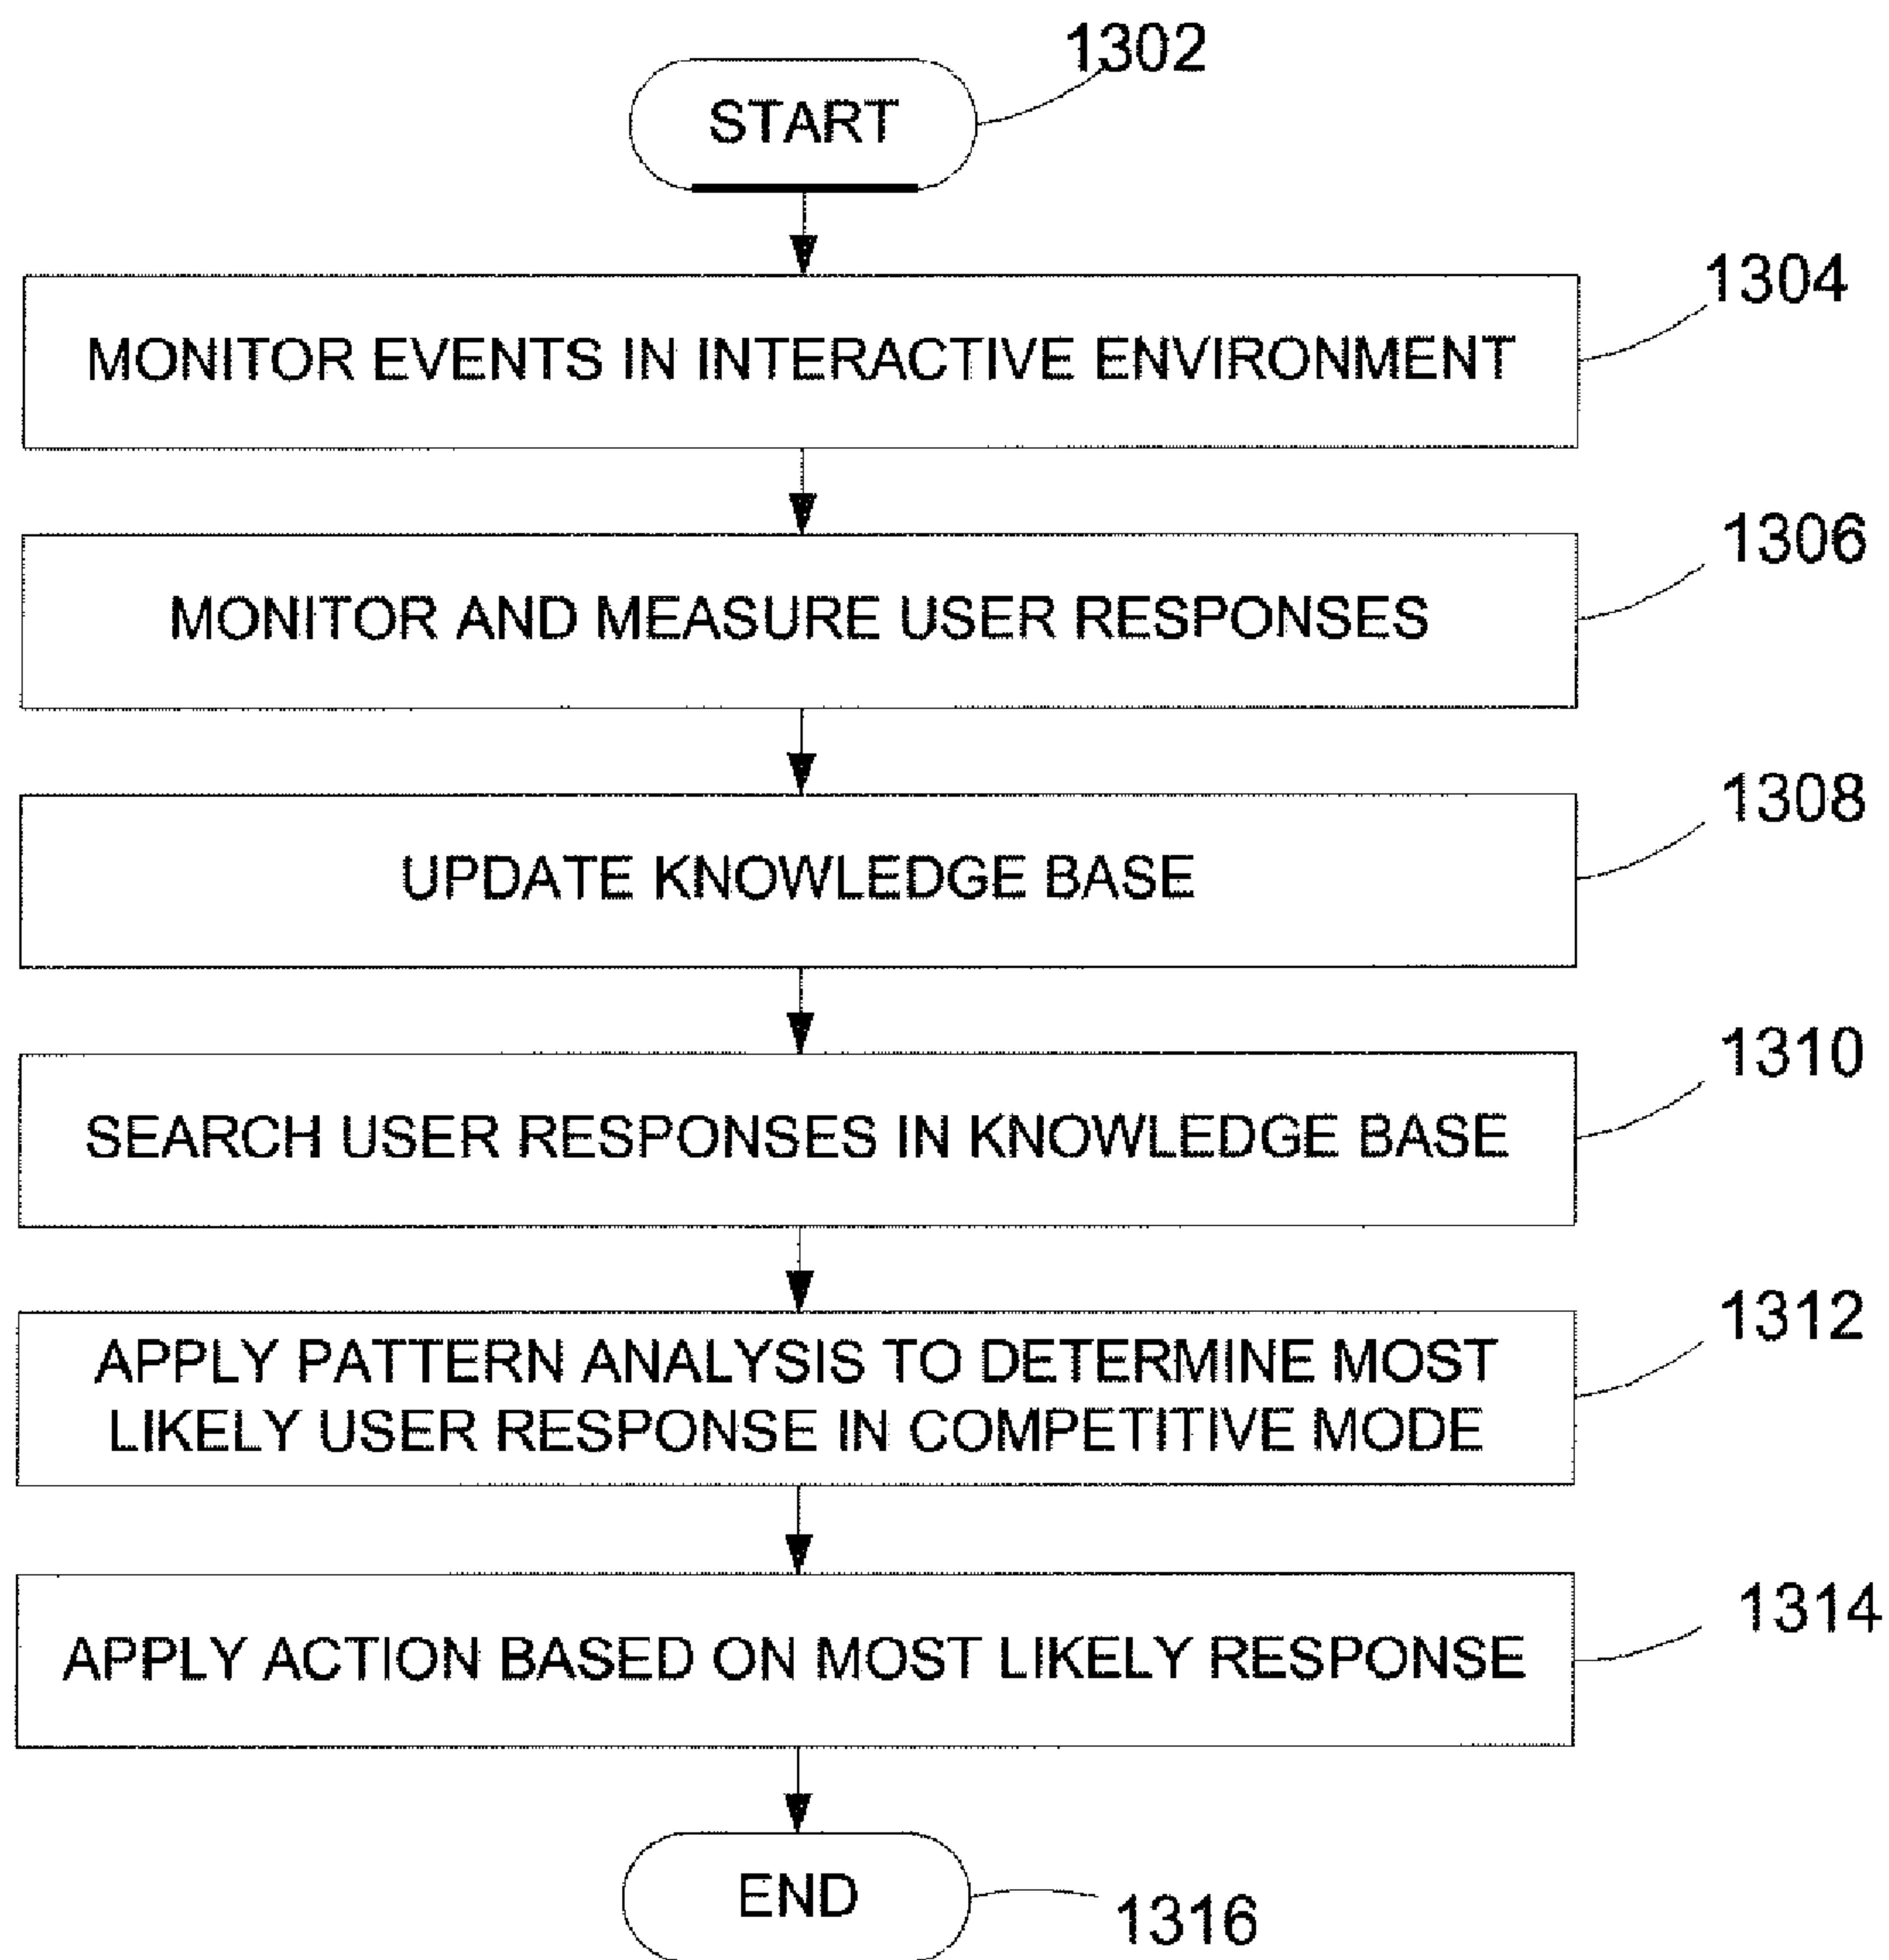 1302
START
1304
MONITOR EVENTS IN INTERACTIVE ENVIRONMENT
1306
MONITOR AND MEASURE USER RESPONSES
1308
UPDATE KNOWLEDGE BASE
1310
SEARCH USER RESPONSES IN KNOWLEDGE BASE
1312
APPLY PATTERN ANALYSIS TO DETERMINE MOST
LIKELY USER RESPONSE IN COMPETITIVE MODE
1314
APPLY ACTION BASED ON MOST LIKELY RESPONSE
END
1316